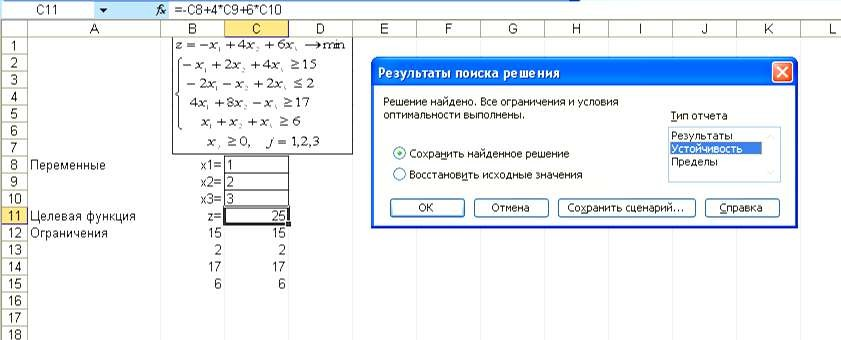 C11 fx =-C8+4*C9+6*C10
A B C D E F G H I J K L
1 z = −x₁ + 4x₂ + 6x₃ →min
2 −x₁ + 2x₂ + 4x₃ ≥ 15
3 −2x₁ − x₂ + 2x₃ ≤ 2
4 4x₁ + 8x₂ − x₃ ≥ 17
5 x₁ + x₂ + x₃ ≥ 6
6 xⱼ ≥ 0, j = 1,2,3
7
8 Переменные x1= 1
9 x2= 2
10 x3= 3
11 Целевая функция z= 25
12 Ограничения 15 15
13 2 2
14 17 17
15 6 6
16
17
18
Результаты поиска решения
Решение найдено. Все ограничения и условия
оптимальности выполнены.
Тип отчета
Результаты
Устойчивость
Пределы
Сохранить найденное решение
Восстановить исходные значения
ОК Отмена Сохранить сценарий... Справка